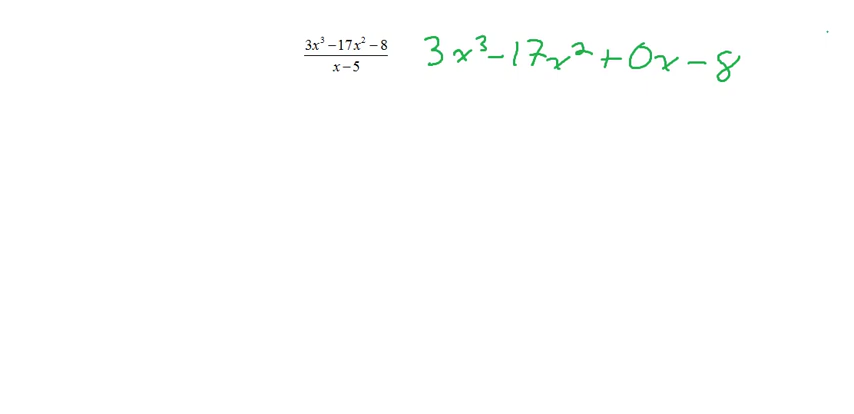 3x³ − 17x² − 8
x − 5
3x³ − 17x² + 0x − 8